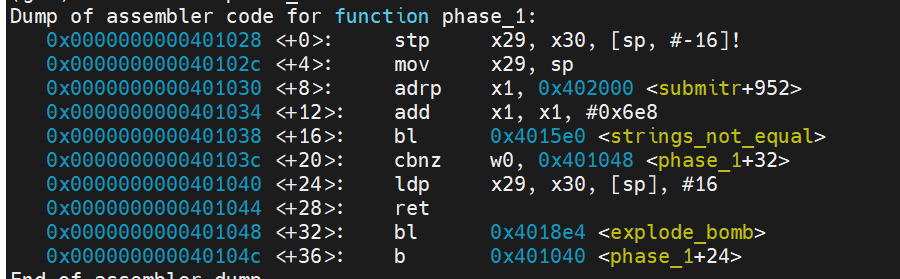 Dump of assembler code for function phase_1:
0x0000000000401028 <+0>: stp x29, x30, [sp, #-16]!
0x000000000040102c <+4>: mov x29, sp
0x0000000000401030 <+8>: adrp x1, 0x402000 <submitr+952>
0x0000000000401034 <+12>: add x1, x1, #0x6e8
0x0000000000401038 <+16>: bl 0x4015e0 <strings_not_equal>
0x000000000040103c <+20>: cbnz w0, 0x401048 <phase_1+32>
0x0000000000401040 <+24>: ldp x29, x30, [sp], #16
0x0000000000401044 <+28>: ret
0x0000000000401048 <+32>: bl 0x4018e4 <explode_bomb>
0x000000000040104c <+36>: b 0x401040 <phase_1+24>
End of assembler dump